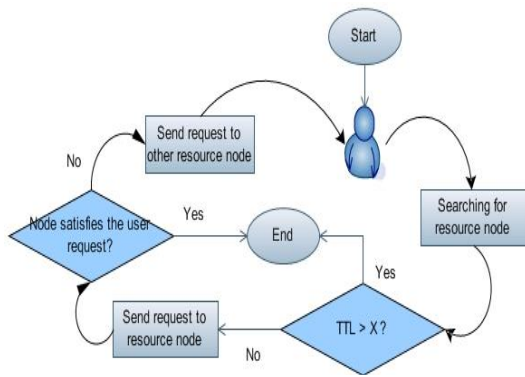 Start
Send request to
other resource node
No
Searching for
resource node
Node satisfies the user
request?
Yes
End
Yes
Send request to
resource node
No
TTL > X ?